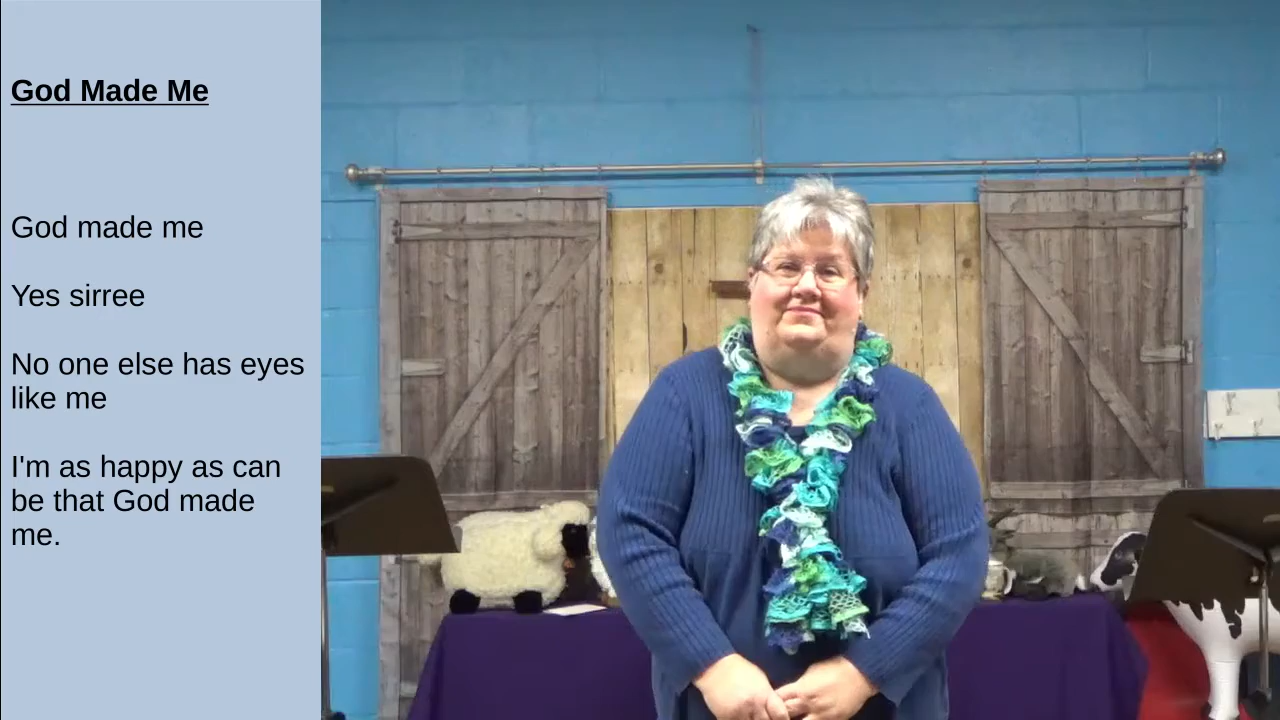 God Made Me
God made me
Yes sirree
No one else has eyes
like me
I'm as happy as can
be that God made
me.